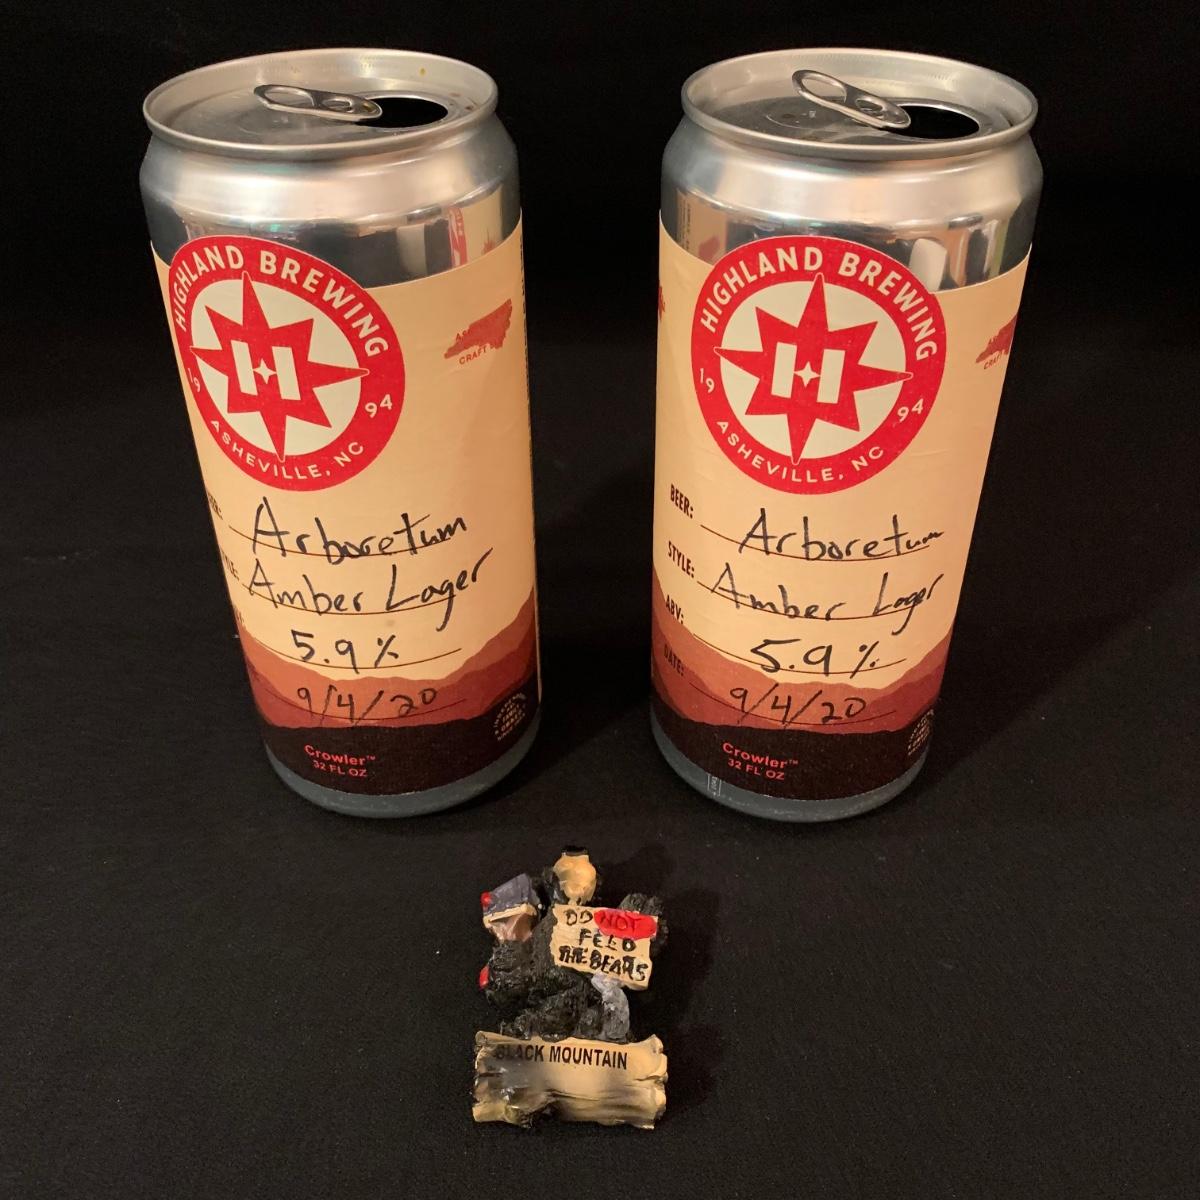 HIGHLAND BREWING
19 94
ASHEVILLE, NC
CRAFT
Arboretum
Amber Lager
5.9%
9/4/20
Crowler™
32 FL OZ
HIGHLAND BREWING
19 94
ASHEVILLE, NC
CRAFT
BEER: Arboretum
STYLE: Amber Lager
ABV: 5.9%
DATE: 9/4/20
Crowler™
32 FL OZ
DO NOT
FEED
THE BEARS
BLACK MOUNTAIN